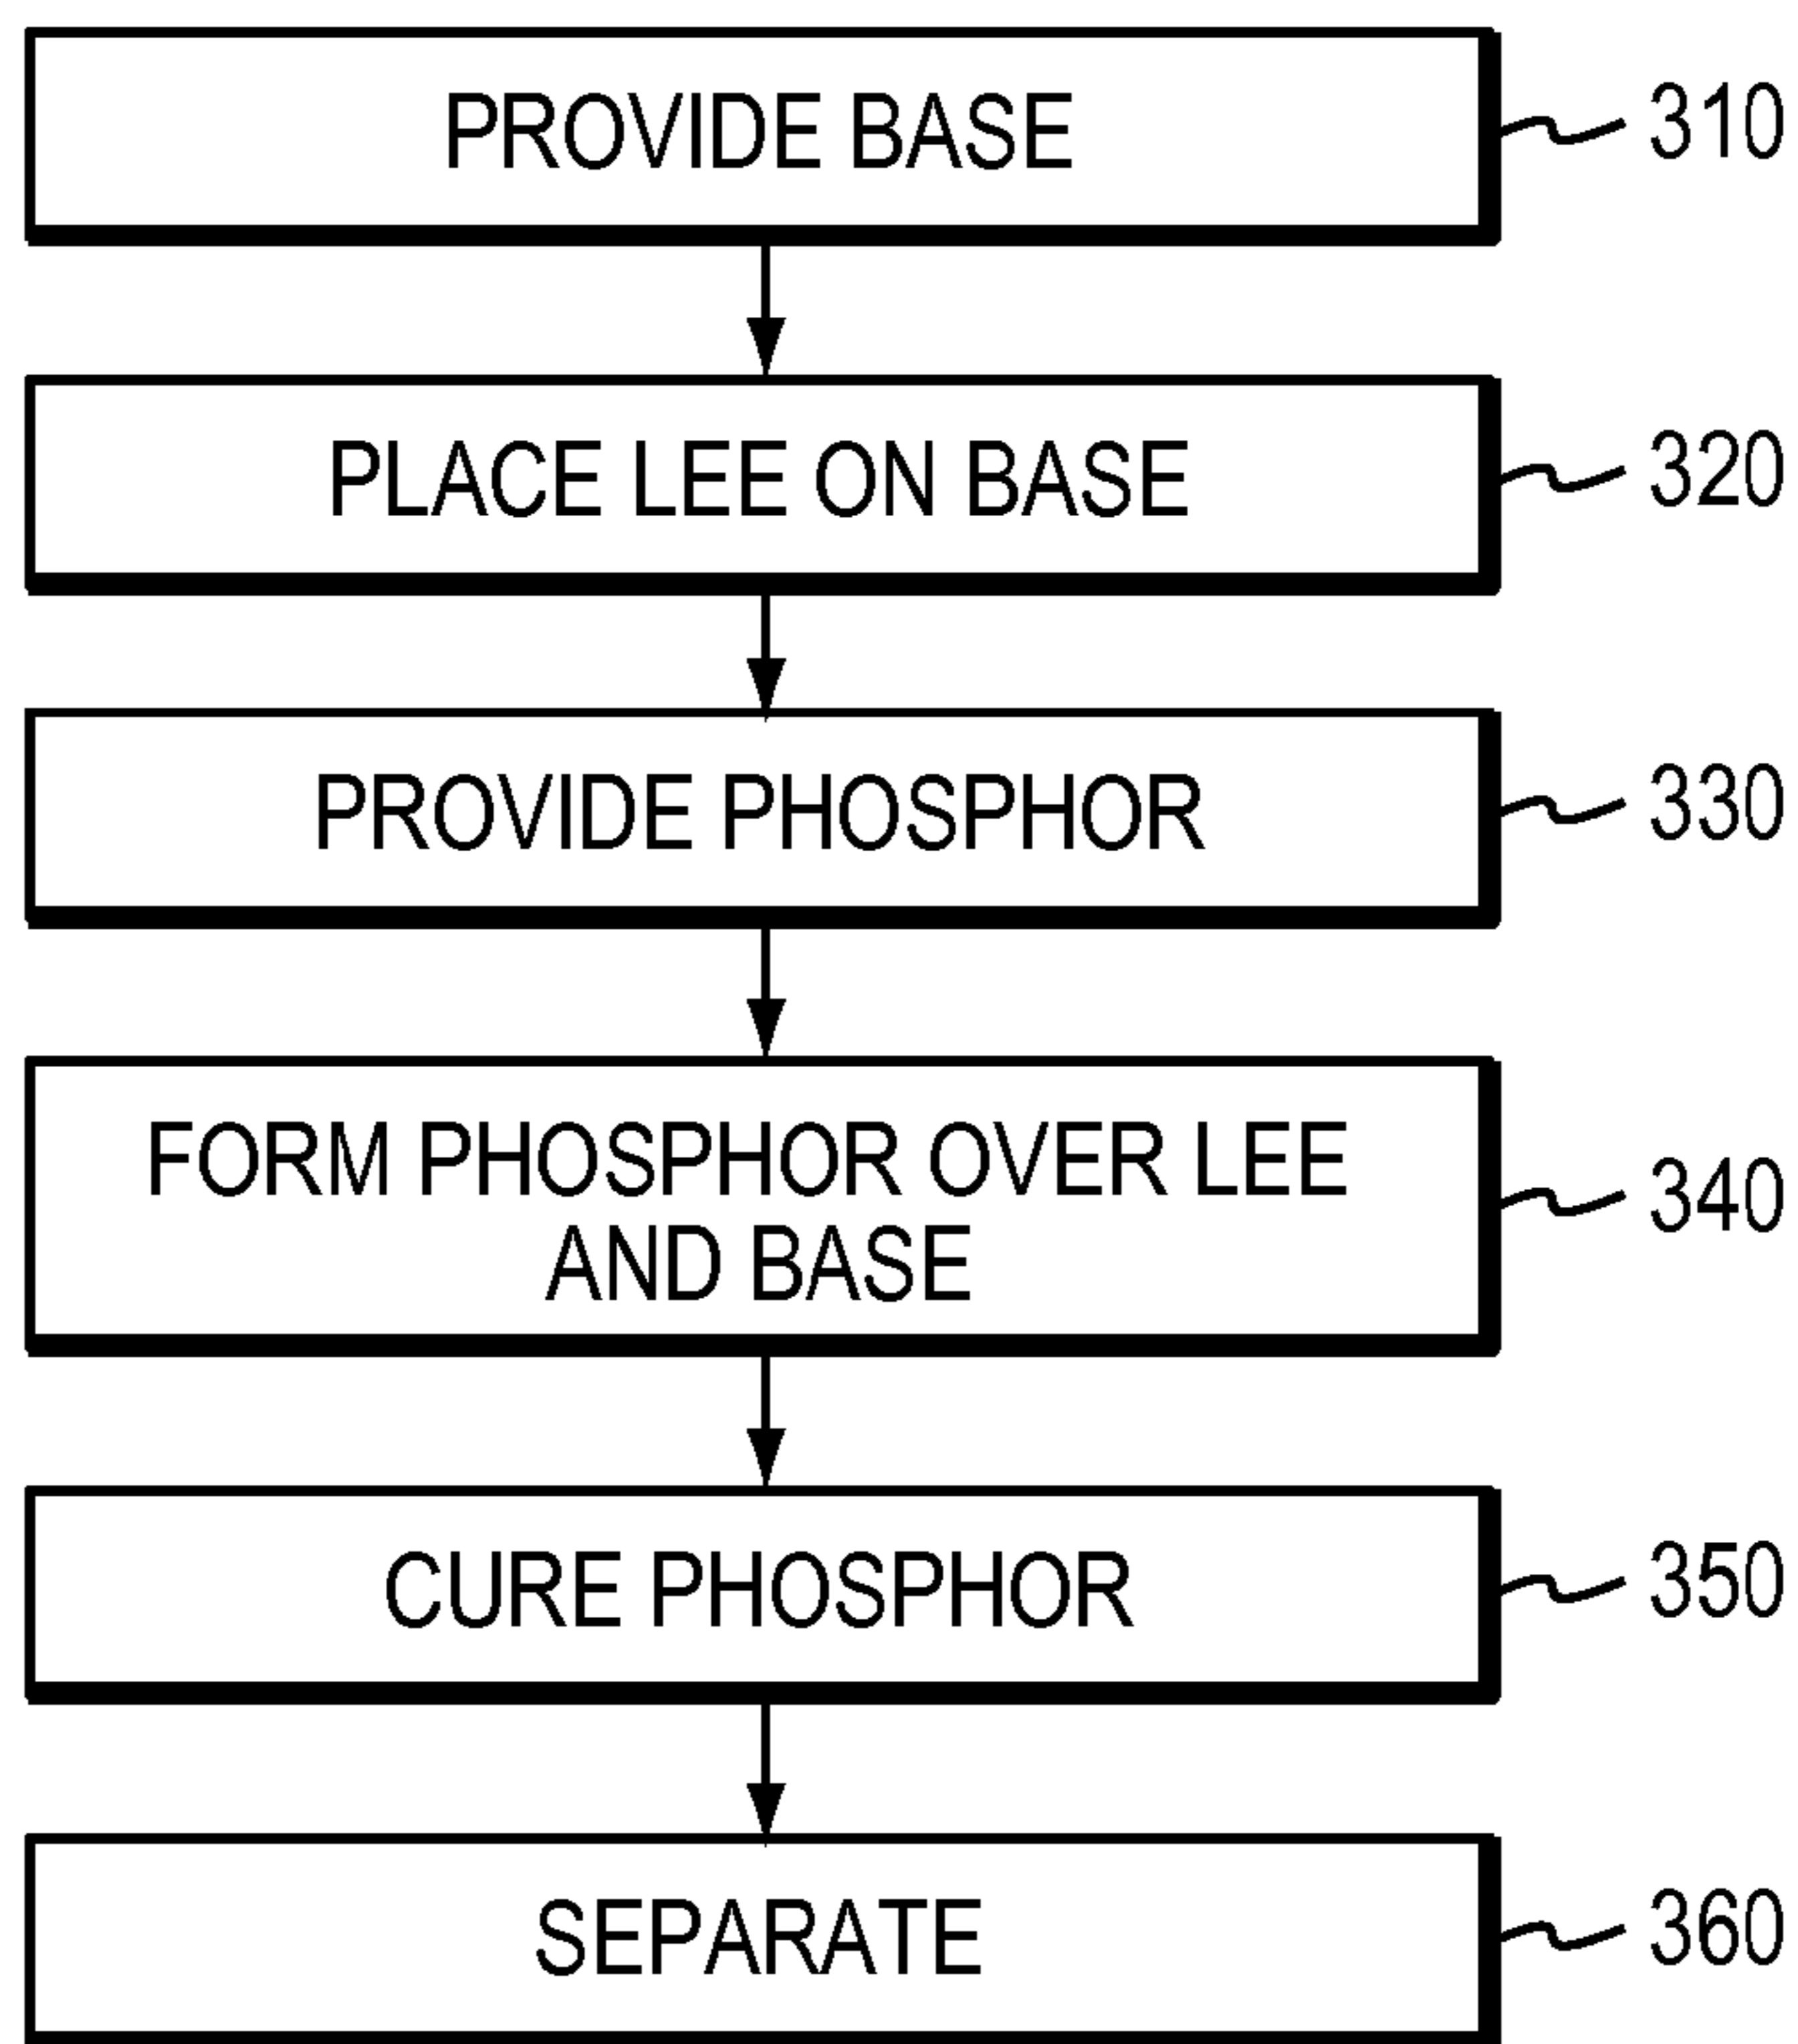 PROVIDE BASE
310
PLACE LEE ON BASE
320
PROVIDE PHOSPHOR
330
FORM PHOSPHOR OVER LEE
AND BASE
340
CURE PHOSPHOR
350
SEPARATE
360